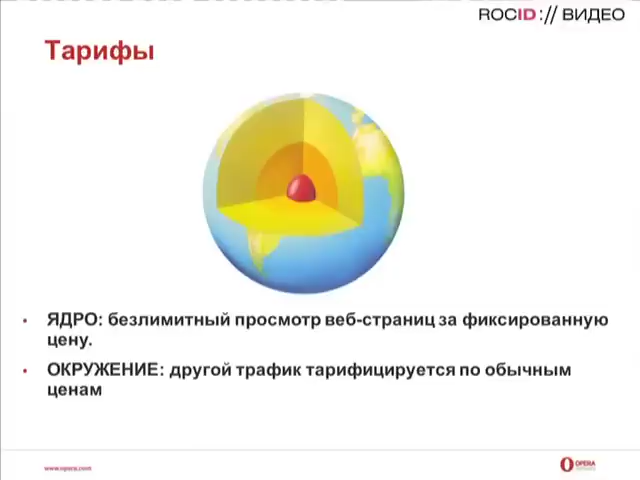 ROCID:// ВИДЕО
Тарифы
• ЯДРО: безлимитный просмотр веб-страниц за фиксированную
цену.
• ОКРУЖЕНИЕ: другой трафик тарифицируется по обычным
ценам
www.opera.com
OPERA